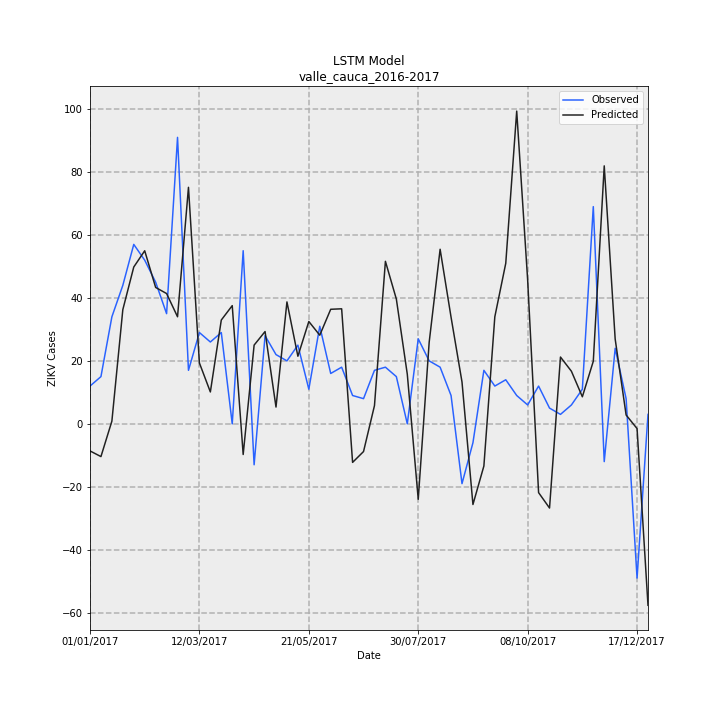 LSTM Model
valle_cauca_2016-2017
Observed
Predicted
100
80
60
40
20
0
−20
−40
−60
ZIKV Cases
01/01/2017 12/03/2017 21/05/2017 30/07/2017 08/10/2017 17/12/2017
Date